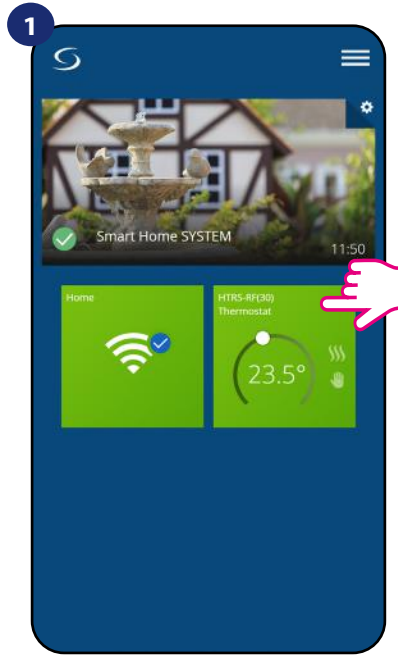 1
Smart Home SYSTEM
11:50
Home
HTRS-RF(30)
Thermostat
23.5°